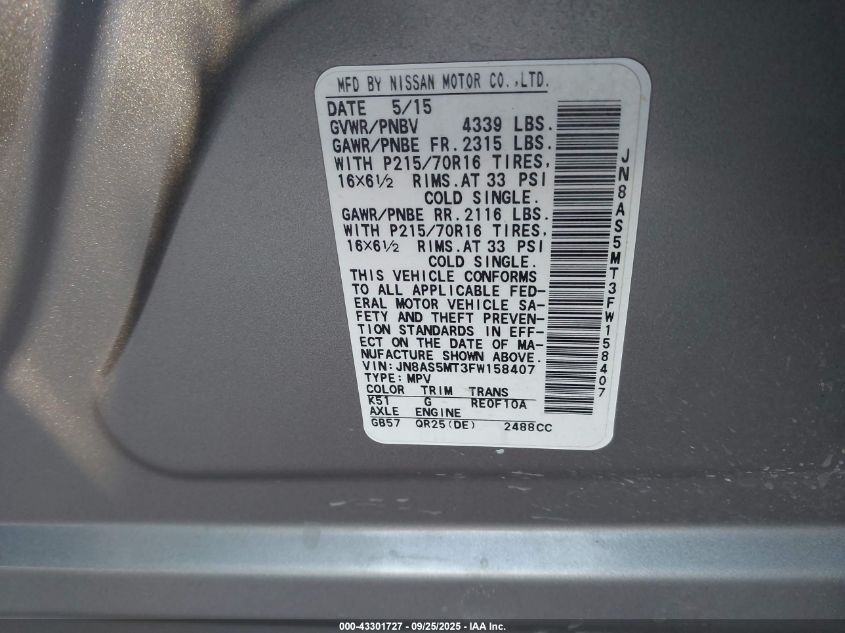 MFD BY NISSAN MOTOR CO.,LTD.
DATE 5/15
GVWR/PNBV 4339 LBS.
GAWR/PNBE FR. 2315 LBS.
WITH P215/70R16 TIRES,
16X6½ RIMS. AT 33 PSI
COLD SINGLE.
GAWR/PNBE RR. 2116 LBS.
WITH P215/70R16 TIRES,
16X6½ RIMS. AT 33 PSI
COLD SINGLE.
THIS VEHICLE CONFORMS
TO ALL APPLICABLE FED-
ERAL MOTOR VEHICLE SA-
FETY AND THEFT PREVEN-
TION STANDARDS IN EFF-
ECT ON THE DATE OF MA-
NUFACTURE SHOWN ABOVE.
VIN: JN8AS5MT3FW158407
TYPE: MPV
COLOR TRIM TRANS
K51 G RE0F10A
AXLE ENGINE
GB57 QR25(DE) 2488CC
JN8AS5MT3FW158407
000-43301727 - 09/25/2025 - IAA Inc.